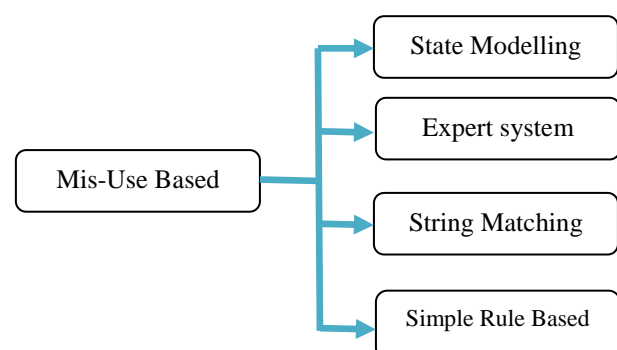 State Modelling
Expert system
Mis-Use Based
String Matching
Simple Rule Based